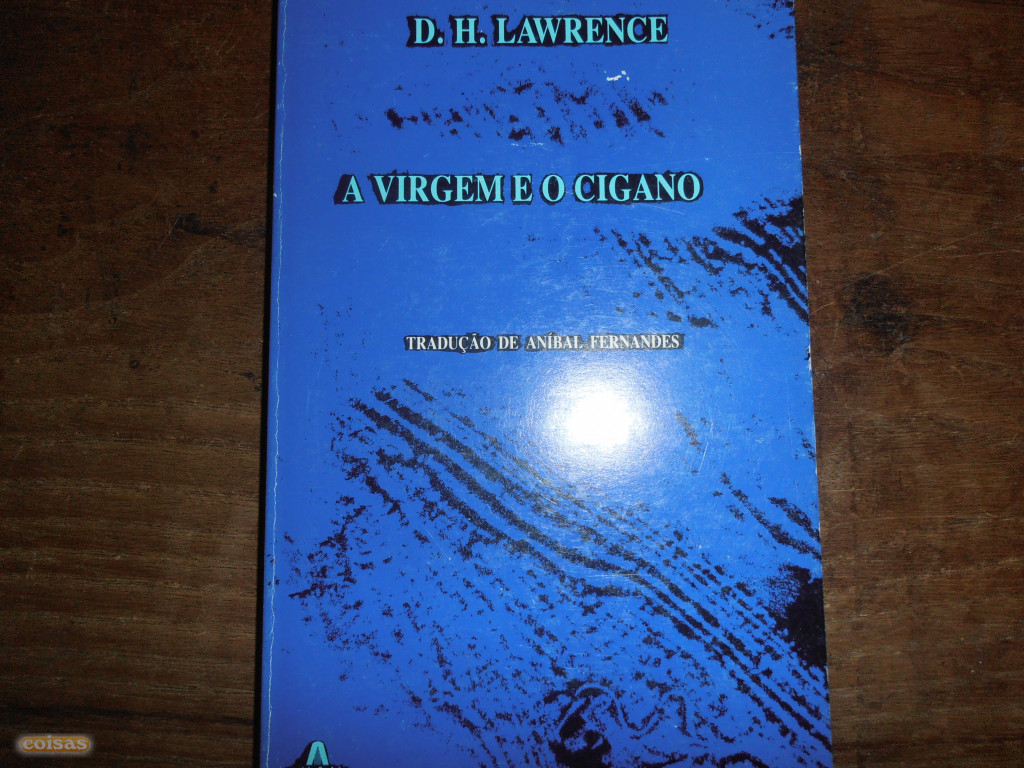 D. H. LAWRENCE
A VIRGEM E O CIGANO
TRADUÇÃO DE ANÍBAL FERNANDES
A
coisas